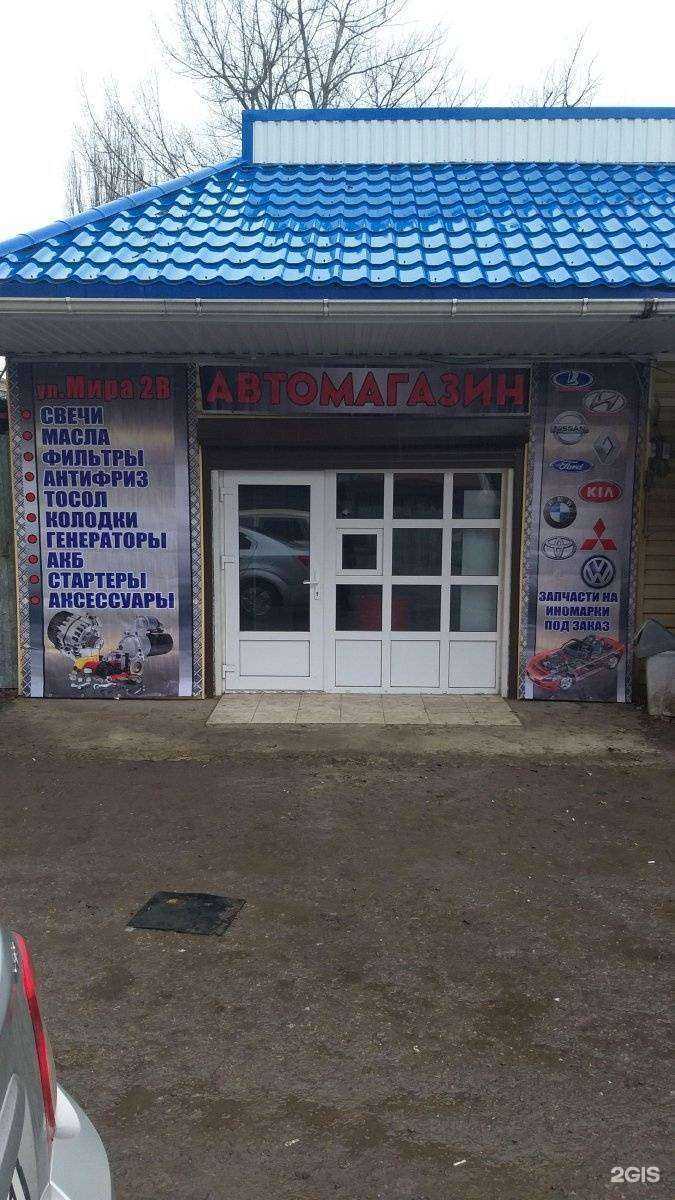 ул.Мира 2В
СВЕЧИ
МАСЛА
ФИЛЬТРЫ
АНТИФРИЗ
ТОСОЛ
КОЛОДКИ
ГЕНЕРАТОРЫ
АКБ
СТАРТЕРЫ
АКСЕССУАРЫ
АВТОМАГАЗИН
NISSAN
Ford
KIA
ЗАПЧАСТИ НА
ИНОМАРКИ
ПОД ЗАКАЗ
2GIS